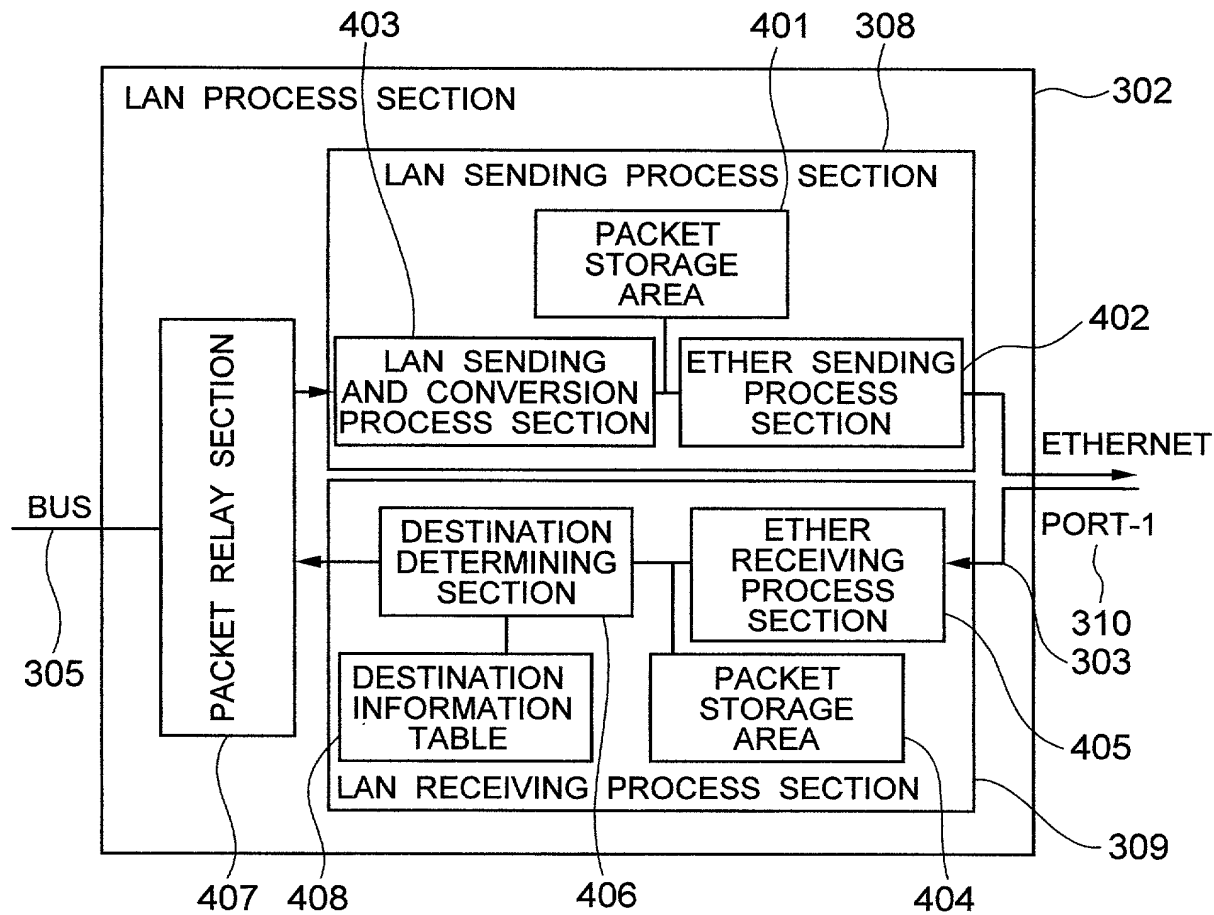 403
401
308
302
LAN PROCESS SECTION
LAN SENDING PROCESS SECTION
PACKET
STORAGE
AREA
402
LAN SENDING
AND CONVERSION
PROCESS SECTION
ETHER SENDING
PROCESS
SECTION
PACKET RELAY SECTION
ETHERNET
BUS
305
DESTINATION
DETERMINING
SECTION
ETHER
RECEIVING
PROCESS
SECTION
PORT-1
310
303
DESTINATION
INFORMATION
TABLE
PACKET
STORAGE
AREA
405
LAN RECEIVING PROCESS SECTION
309
407
408
406
404